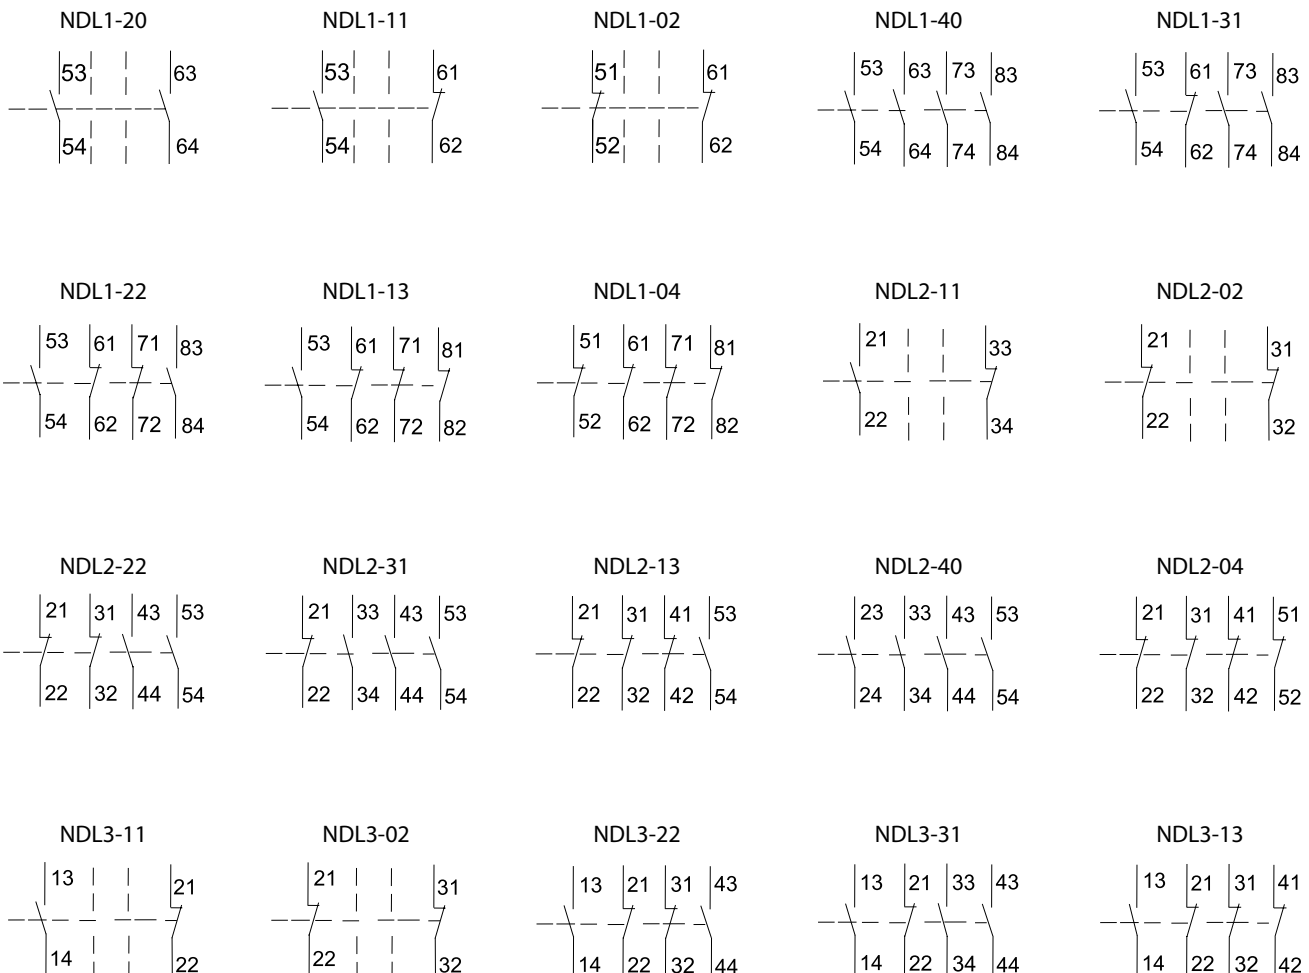 NDL1-20 NDL1-11 NDL1-02 NDL1-40 NDL1-31
53 63 53 61 51 61 53 63 73 83 53 61 73 83
54 64 54 62 52 62 54 64 74 84 54 62 74 84
NDL1-22 NDL1-13 NDL1-04 NDL2-11 NDL2-02
53 61 71 83 53 61 71 81 51 61 71 81 21 33 21 31
54 62 72 84 54 62 72 82 52 62 72 82 22 34 22 32
NDL2-22 NDL2-31 NDL2-13 NDL2-40 NDL2-04
21 31 43 53 21 33 43 53 21 31 41 53 23 33 43 53 21 31 41 51
22 32 44 54 22 34 44 54 22 32 42 54 24 34 44 54 22 32 42 52
NDL3-11 NDL3-02 NDL3-22 NDL3-31 NDL3-13
13 21 21 31 13 21 31 43 13 21 33 43 13 21 31 41
14 22 22 32 14 22 32 44 14 22 34 44 14 22 32 42